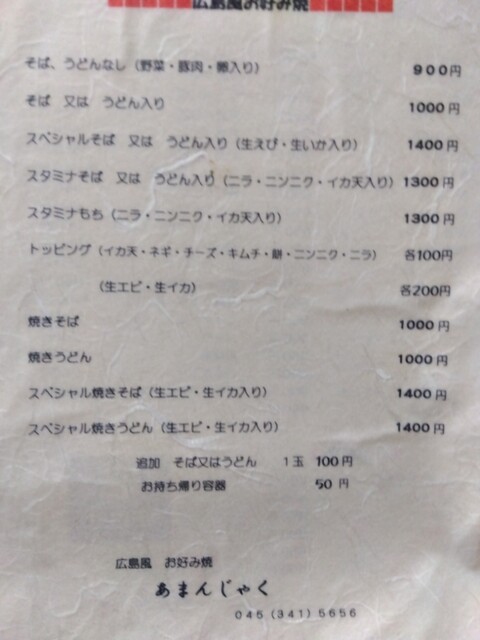 広島風お好み焼
そば、うどんなし（野菜・豚肉・卵入り） 900円
そば 又は うどん入り 1000円
スペシャルそば 又は うどん入り（生えび・生いか入り） 1400円
スタミナそば 又は うどん入り（ニラ・ニンニク・イカ天入り） 1300円
スタミナもち（ニラ・ニンニク・イカ天入り） 1300円
トッピング（イカ天・ネギ・チーズ・キムチ・餅・ニンニク・ニラ） 各100円
（生エビ・生イカ） 各200円
焼きそば 1000円
焼きうどん 1000円
スペシャル焼きそば（生エビ・生イカ入り） 1400円
スペシャル焼きうどん（生エビ・生イカ入り） 1400円
追加 そば又はうどん 1玉 100円
お持ち帰り容器 50円
広島風 お好み焼
あまんじゃく
045（341）5656